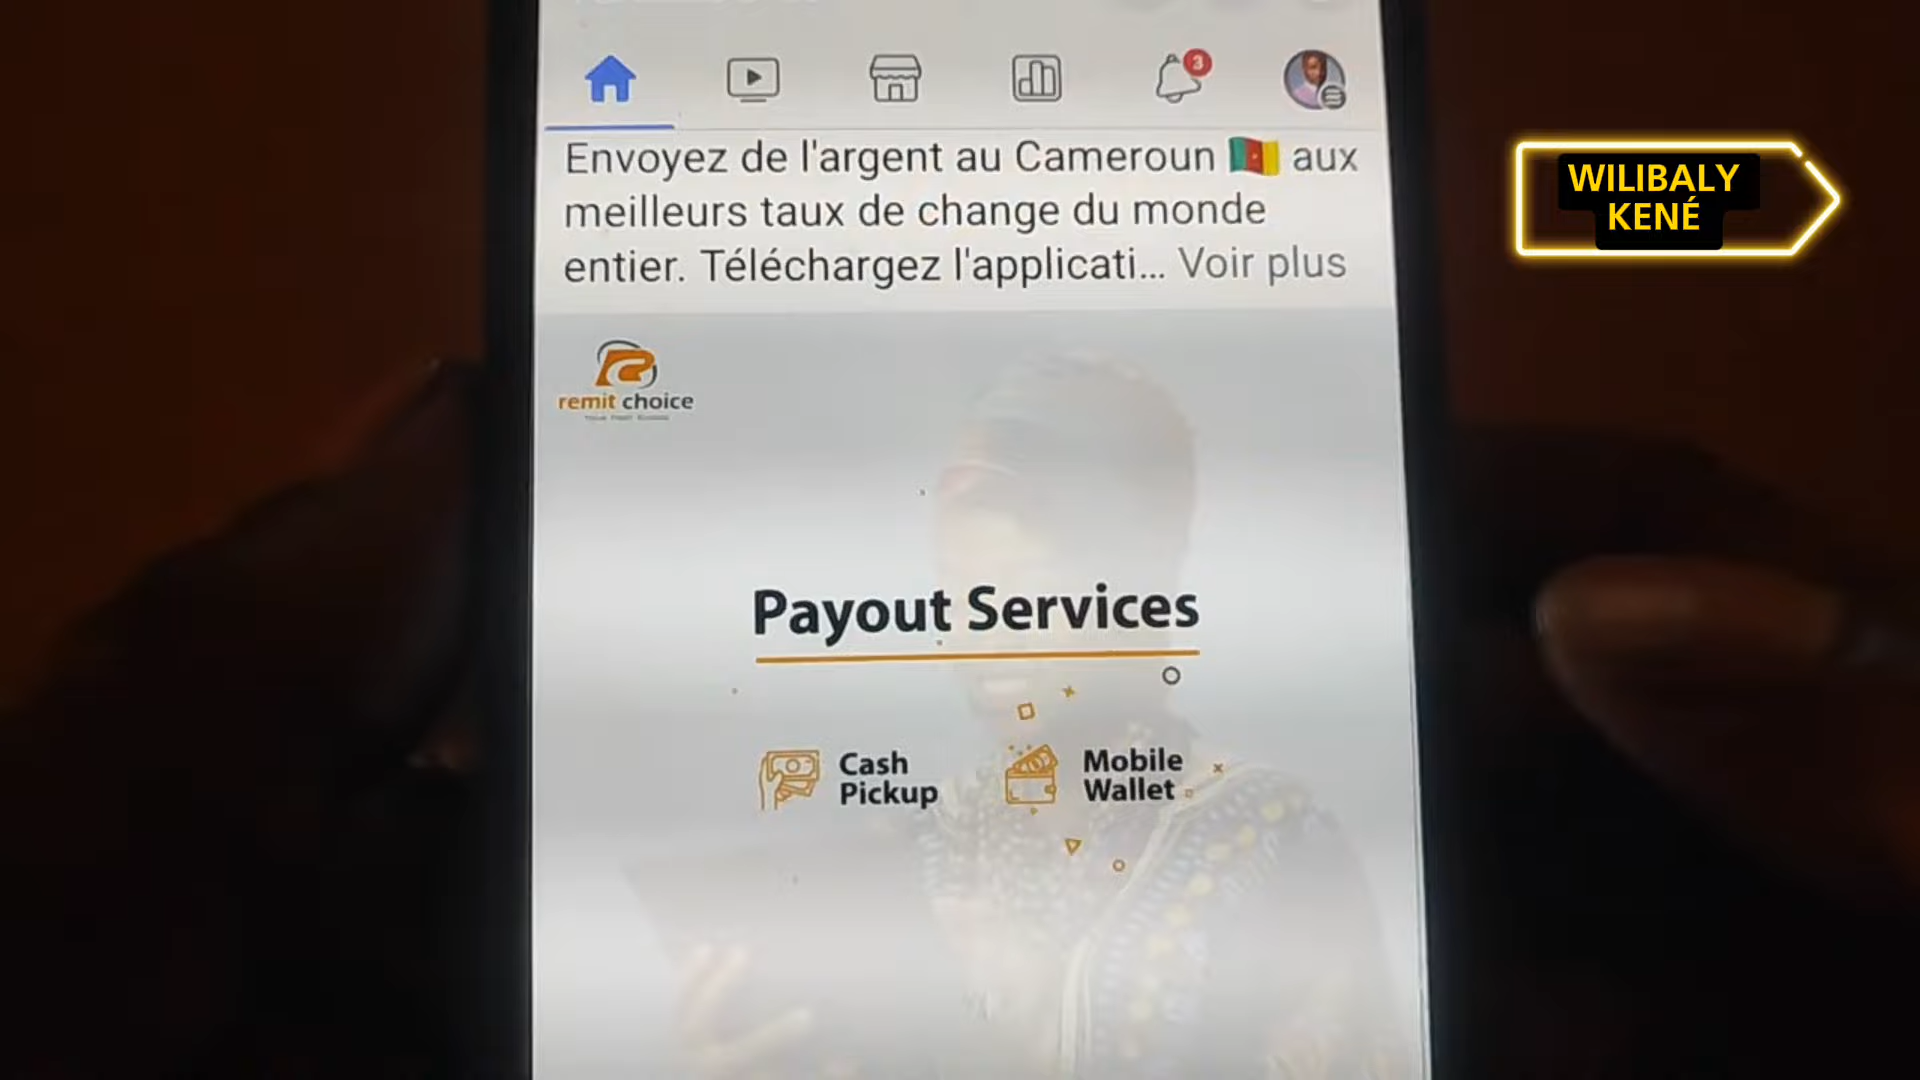 3
Envoyez de l'argent au Cameroun 🇨🇲 aux
meilleurs taux de change du monde
entier. Téléchargez l'applicati... Voir plus
WILIBALY
KENÉ
remit choice
Payout Services
Cash
Pickup
Mobile
Wallet